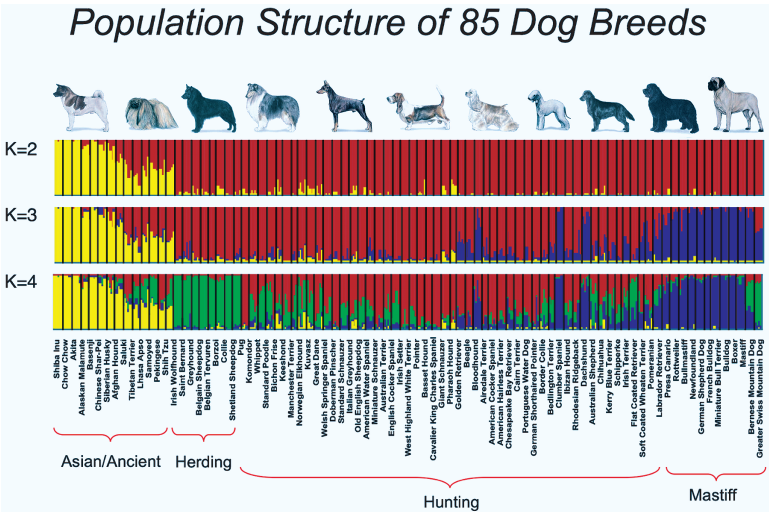 Population Structure of 85 Dog Breeds
K=2
K=3
K=4
Shiba Inu
Chow Chow
Akita
Alaskan Malamute
Basenji
Chinese Shar-Pei
Siberian Husky
Afghan Hound
Saluki
Tibetan Terrier
Lhasa Apso
Samoyed
Pekingese
Shih Tzu
Irish Wolfhound
Saint Bernard
Greyhound
Belgian Sheepdog
Belgian Tervuren
Borzoi
Collie
Shetland Sheepdog
Pug
Komondor
Whippet
Standard Poodle
Bichon Frise
Keeshond
Manchester Terrier
Norwegian Elkhound
Kuvasz
Great Dane
Welsh Springer Spaniel
Doberman Pinscher
Standard Schnauzer
Italian Greyhound
Old English Sheepdog
American Water Spaniel
Miniature Schnauzer
Australian Terrier
English Cocker Spaniel
Irish Setter
West Highland White Terrier
Pointer
Basset Hound
Cavalier King Charles Spaniel
Giant Schnauzer
Pharaoh Hound
Golden Retriever
Beagle
Bloodhound
Airedale Terrier
American Cocker Spaniel
American Hairless Terrier
Chesapeake Bay Retriever
Cairn Terrier
Portuguese Water Dog
German Shorthaired Pointer
Border Collie
Bedlington Terrier
Clumber Spaniel
Ibizan Hound
Rhodesian Ridgeback
Dachshund
Australian Shepherd
Chihuahua
Kerry Blue Terrier
Schipperke
Irish Terrier
Flat Coated Retriever
Soft Coated Wheaten Terrier
Pomeranian
Labrador Retriever
Presa Canario
Rottweiler
Bullmastiff
Newfoundland
German Sheperd Dog
French Bulldog
Miniature Bull Terrier
Bulldog
Boxer
Mastiff
Bernese Mountain Dog
Greater Swiss Mountain Dog
Asian/Ancient
Herding
Hunting
Mastiff